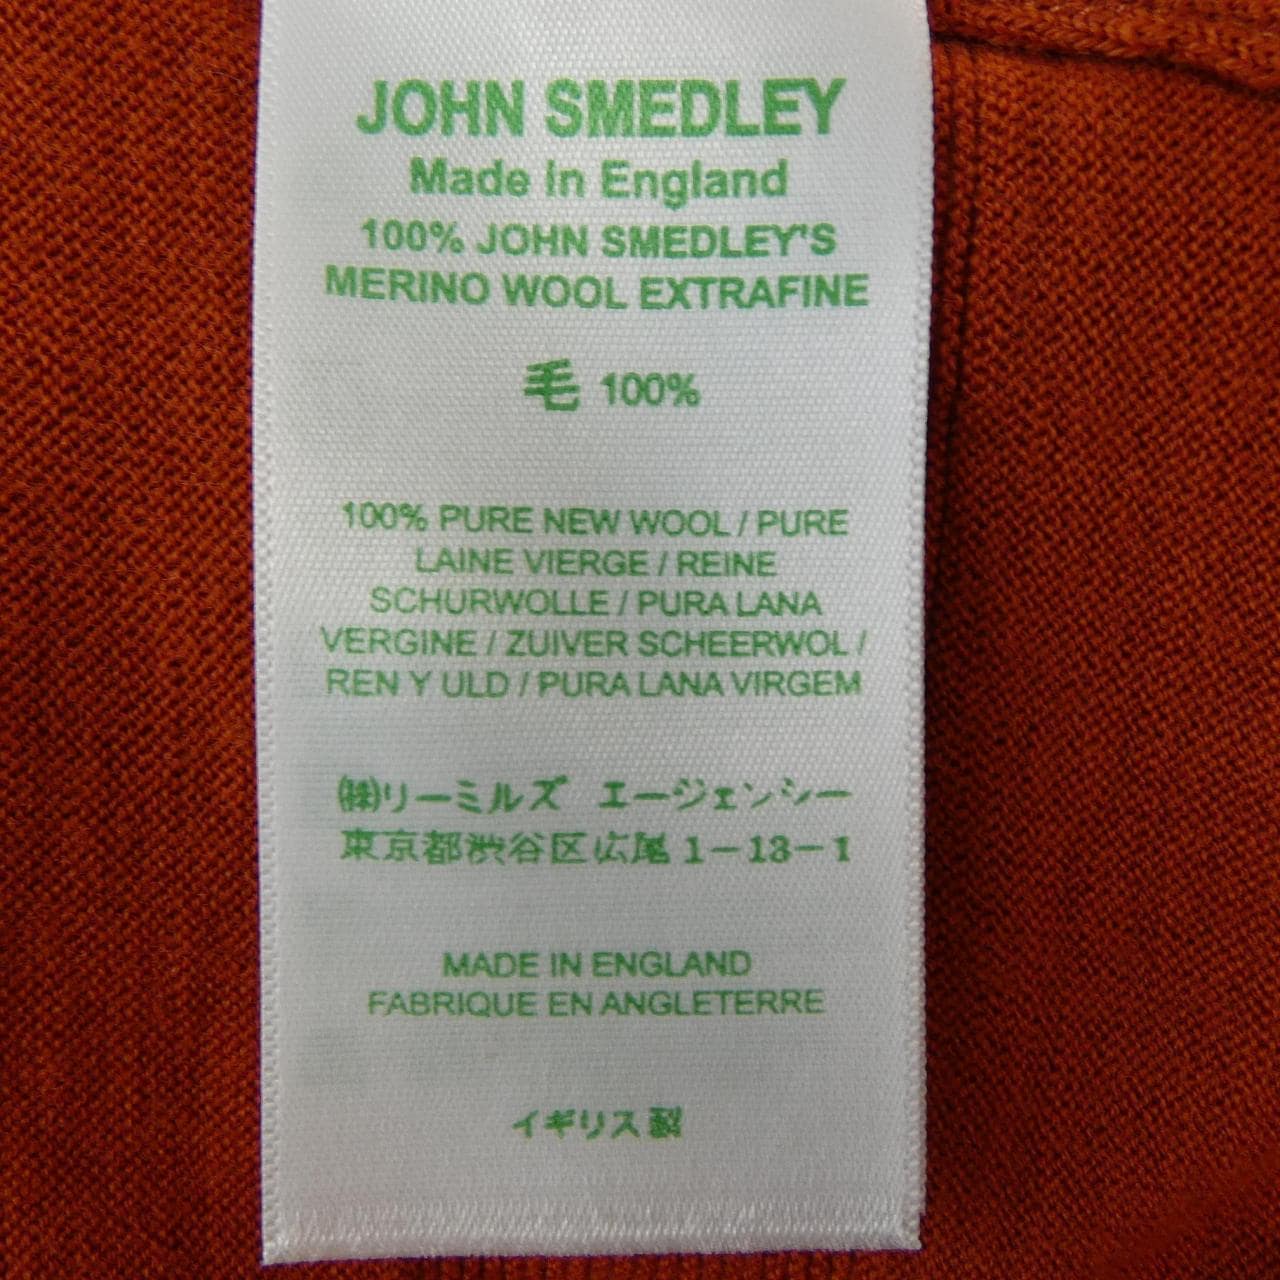 JOHN SMEDLEY
Made in England
100% JOHN SMEDLEY'S
MERINO WOOL EXTRAFINE
毛 100%
100% PURE NEW WOOL / PURE
LAINE VIERGE / REINE
SCHURWOLLE / PURA LANA
VERGINE / ZUIVER SCHEERWOL /
REN Y ULD / PURA LANA VIRGEM
㈱リーミルズ エージェンシー
東京都渋谷区広尾1-13-1
MADE IN ENGLAND
FABRIQUE EN ANGLETERRE
イギリス製